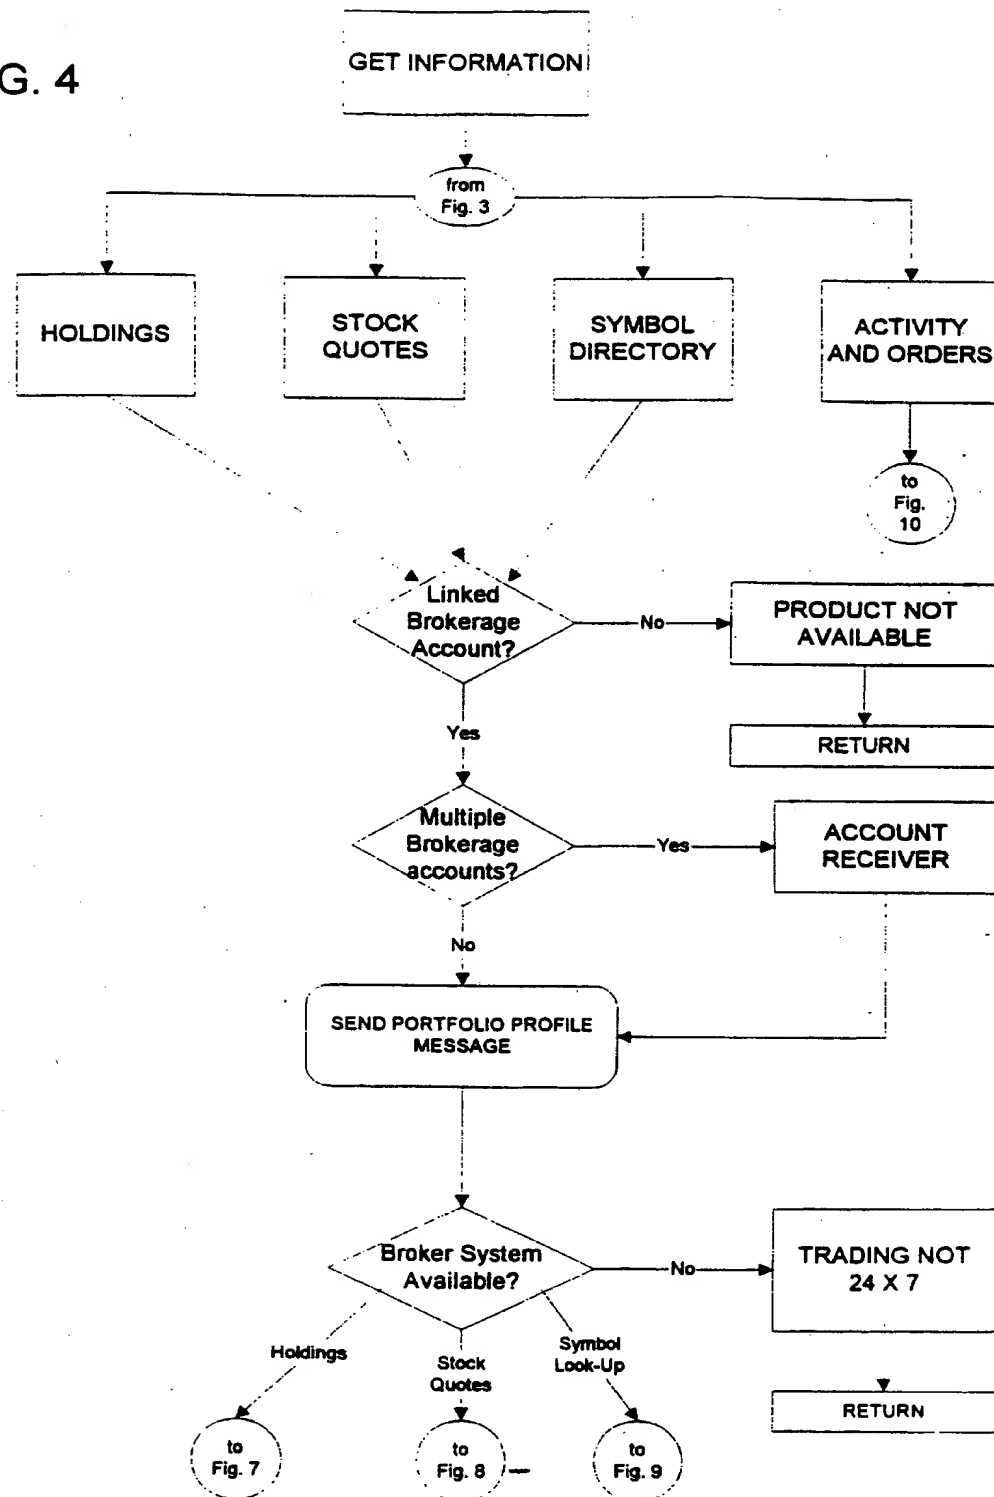 G. 4
GET INFORMATION
from
Fig. 3
HOLDINGS
STOCK
QUOTES
SYMBOL
DIRECTORY
ACTIVITY
AND ORDERS
to
Fig.
10
Linked
Brokerage
Account?
No
PRODUCT NOT
AVAILABLE
Yes
RETURN
Multiple
Brokerage
accounts?
Yes
ACCOUNT
RECEIVER
No
SEND PORTFOLIO PROFILE
MESSAGE
Broker System
Available?
No
TRADING NOT
24 X 7
Holdings
Stock
Quotes
Symbol
Look-Up
RETURN
to
Fig. 7
to
Fig. 8
to
Fig. 9